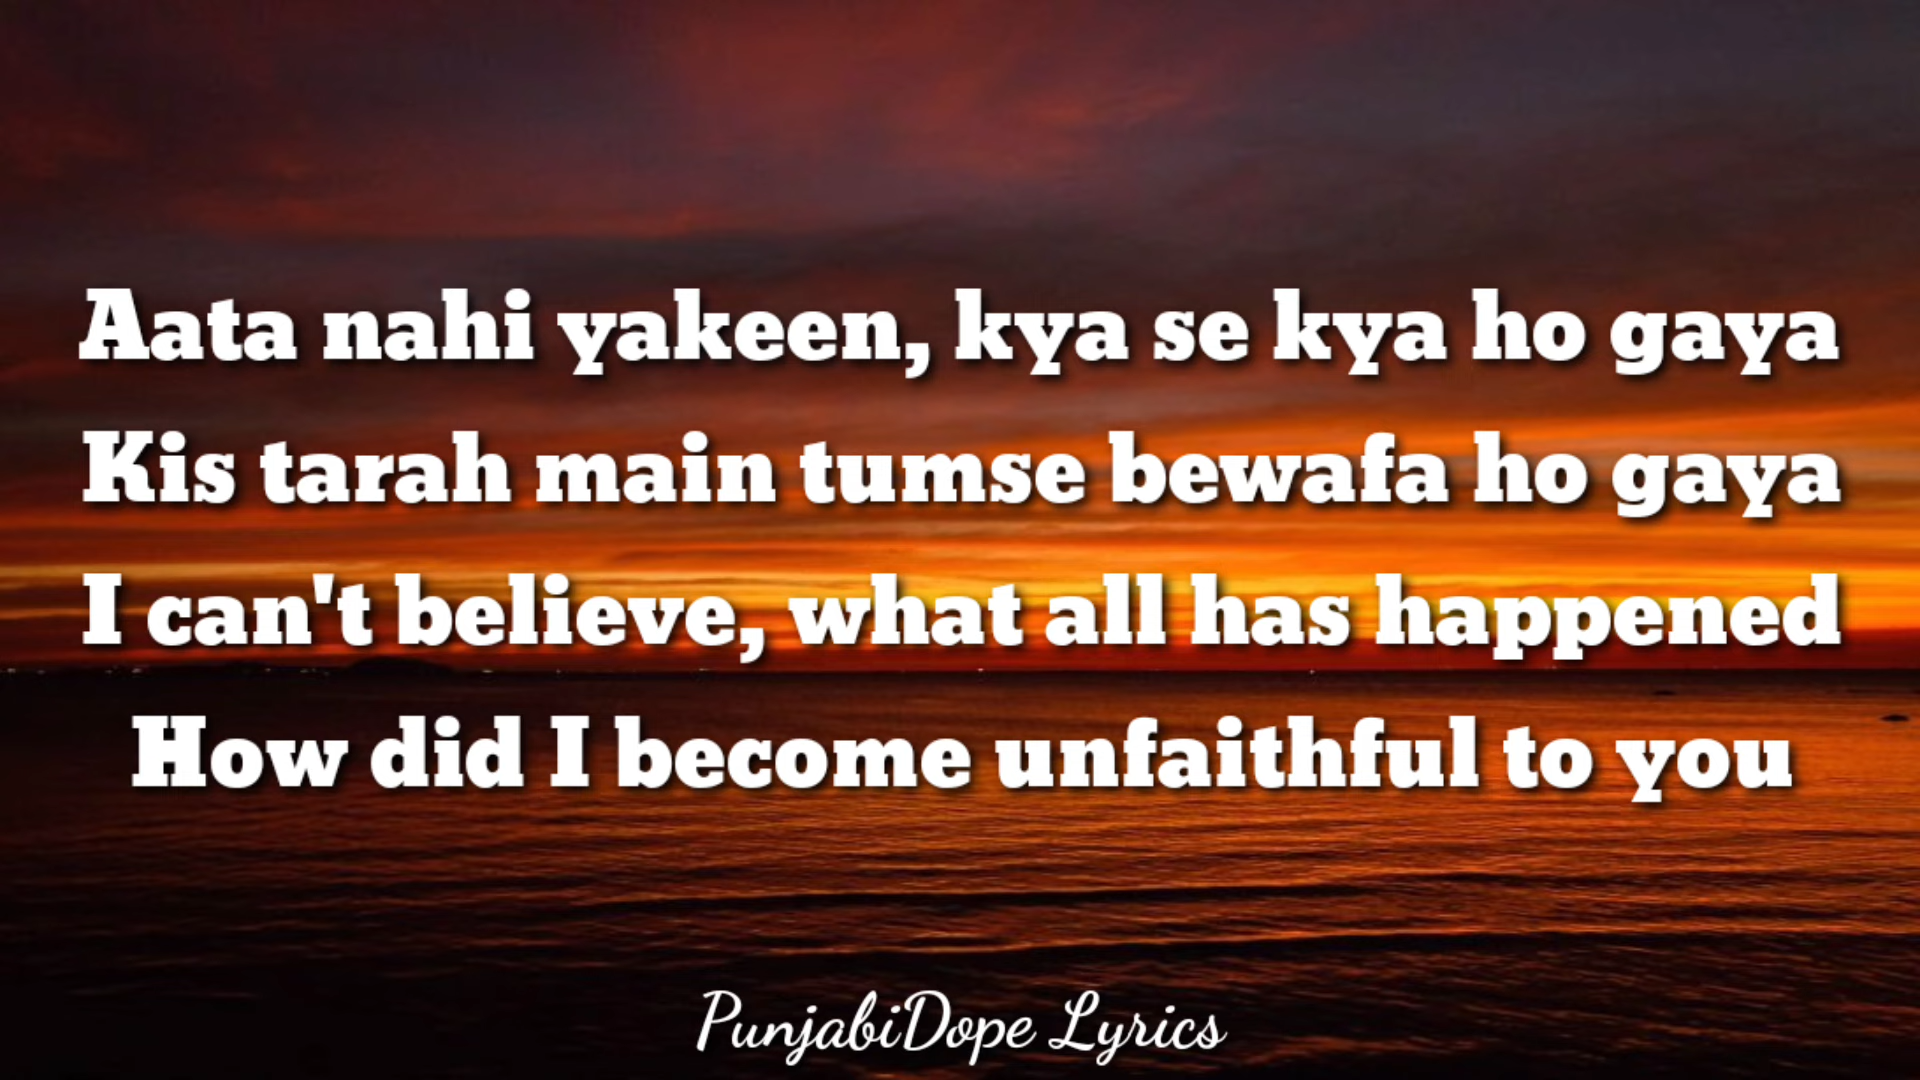 Aata nahi yakeen, kya se kya ho gaya
Kis tarah main tumse bewafa ho gaya
I can't believe, what all has happened
How did I become unfaithful to you
PunjabiDope Lyrics